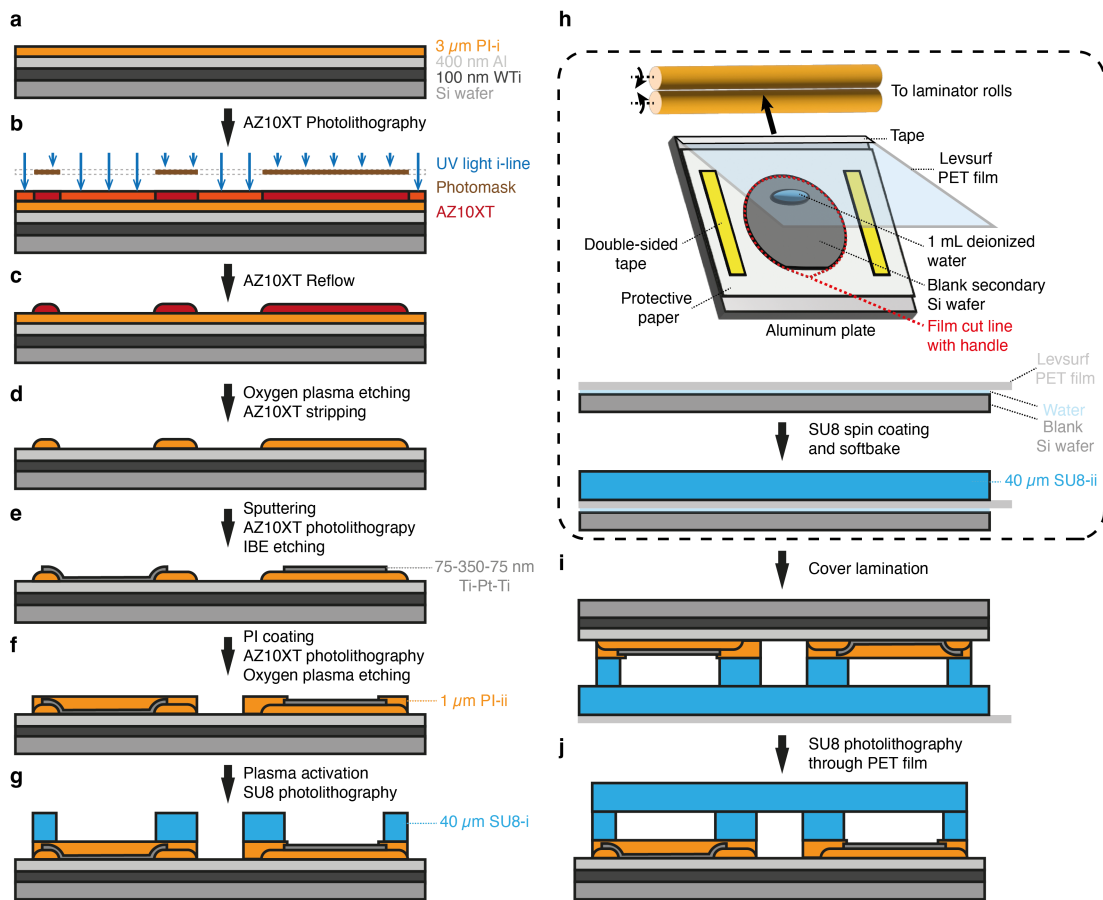 a
3 µm PI-i
400 nm Al
100 nm WTi
Si wafer
b
AZ10XT Photolithography
UV light i-line
Photomask
AZ10XT
c
AZ10XT Reflow
d
Oxygen plasma etching
AZ10XT stripping
e
Sputtering
AZ10XT photolithograpy
IBE etching
75-350-75 nm
Ti-Pt-Ti
f
PI coating
AZ10XT photolithography
Oxygen plasma etching
1 µm PI-ii
g
Plasma activation
SU8 photolithography
40 µm SU8-i
h
To laminator rolls
Tape
Levsurf
PET film
Double-sided
tape
1 mL deionized
water
Blank secondary
Si wafer
Protective
paper
Film cut line
with handle
Aluminum plate
Levsurf
PET film
Water
Blank
Si wafer
SU8 spin coating
and softbake
40 µm SU8-ii
i
Cover lamination
j
SU8 photolithography
through PET film